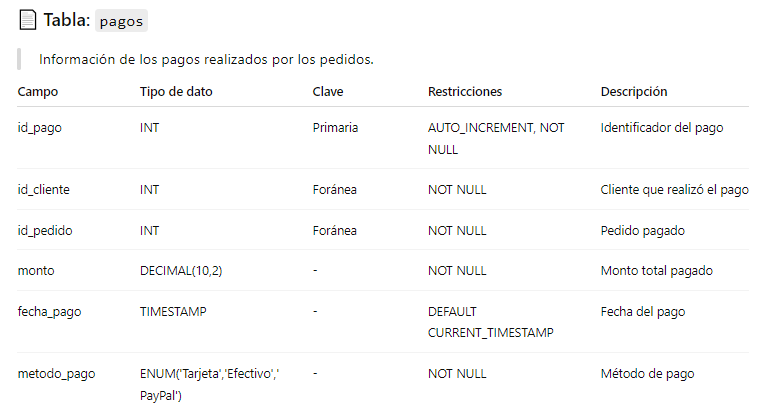 Tabla: pagos
Información de los pagos realizados por los pedidos.
Campo Tipo de dato Clave Restricciones Descripción
id_pago INT Primaria AUTO_INCREMENT, NOT NULL Identificador del pago
id_cliente INT Foránea NOT NULL Cliente que realizó el pago
id_pedido INT Foránea NOT NULL Pedido pagado
monto DECIMAL(10,2) - NOT NULL Monto total pagado
fecha_pago TIMESTAMP - DEFAULT CURRENT_TIMESTAMP Fecha del pago
metodo_pago ENUM('Tarjeta','Efectivo','PayPal') - NOT NULL Método de pago